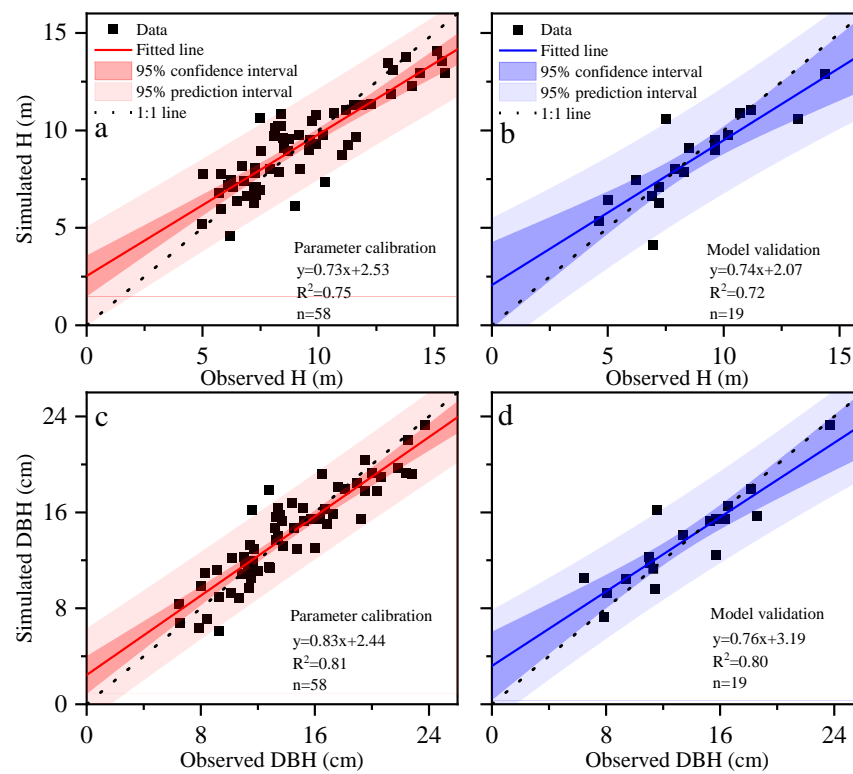 Data
Fitted line
95% confidence interval
95% prediction interval
1:1 line
a
Parameter calibration
y=0.73x+2.53
R²=0.75
n=58
15
10
5
0
Simulated H (m)
0
5
10
15
Observed H (m)
Data
Fitted line
95% confidence interval
95% prediction interval
1:1 line
b
Model validation
y=0.74x+2.07
R²=0.72
n=19
0
5
10
15
Observed H (m)
c
Parameter calibration
y=0.83x+2.44
R²=0.81
n=58
24
16
8
0
Simulated DBH (cm)
0
8
16
24
Observed DBH (cm)
d
Model validation
y=0.76x+3.19
R²=0.80
n=19
0
8
16
24
Observed DBH (cm)